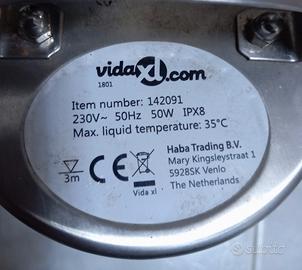 vidaxl.com
1801
Item number: 142091
230V~ 50Hz 50W IPX8
Max. liquid temperature: 35°C
3m
CE
Vida xl
Haba Trading B.V.
Mary Kingsleystraat 1
5928SK Venlo
The Netherlands
subito